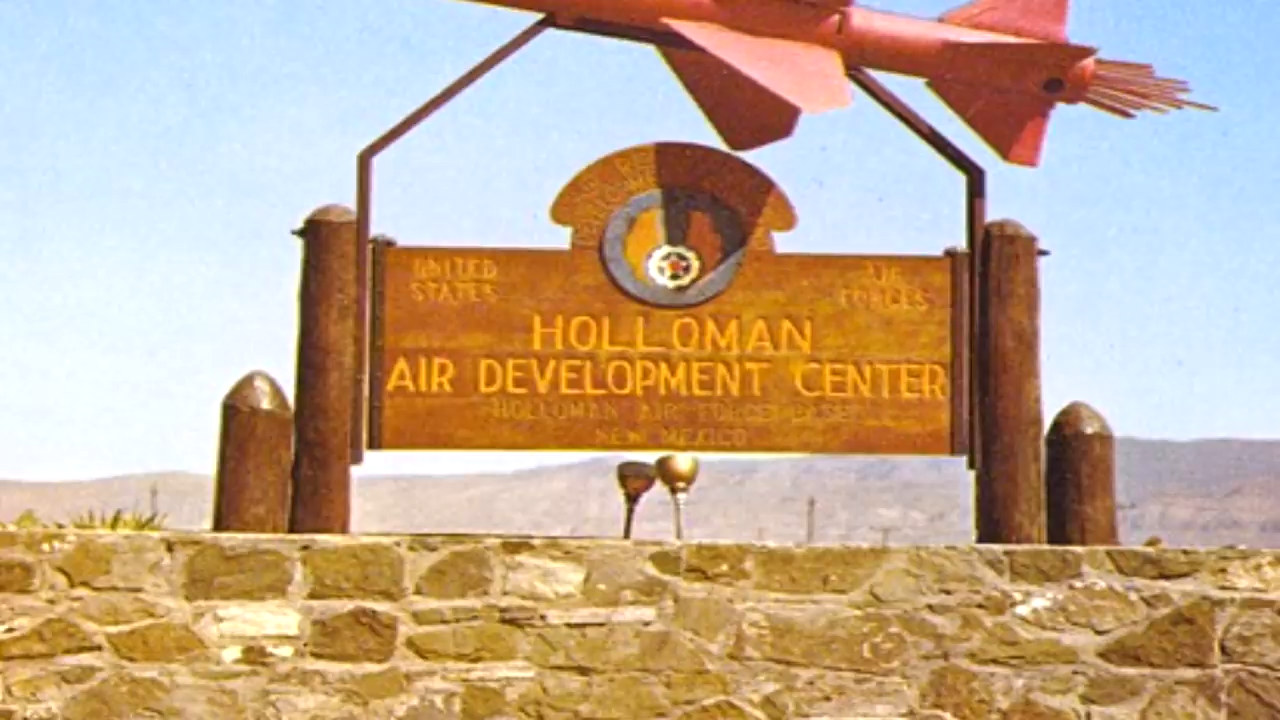 UNITED
STATES
AIR
FORCES
HOLLOMAN
AIR DEVELOPMENT CENTER
HOLLOMAN AIR FORCE BASE
NEW MEXICO